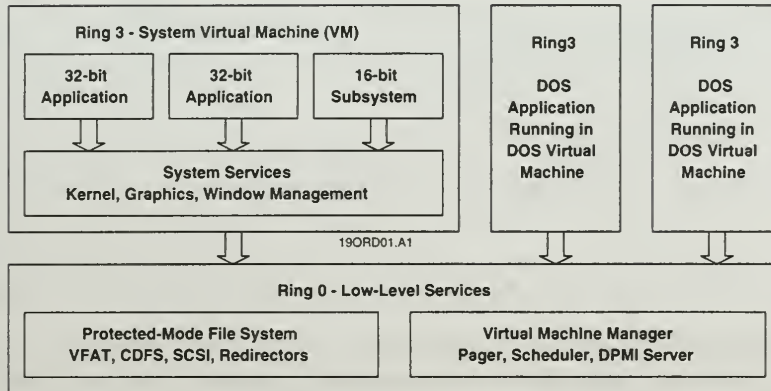 Ring 3 - System Virtual Machine (VM)
32-bit
Application
32-bit
Application
16-bit
Subsystem
System Services
Kernel, Graphics, Window Management
19ORD01.A1
Ring3
DOS
Application
Running in
DOS Virtual
Machine
Ring 3
DOS
Application
Running in
DOS Virtual
Machine
Ring 0 - Low-Level Services
Protected-Mode File System
VFAT, CDFS, SCSI, Redirectors
Virtual Machine Manager
Pager, Scheduler, DPMI Server